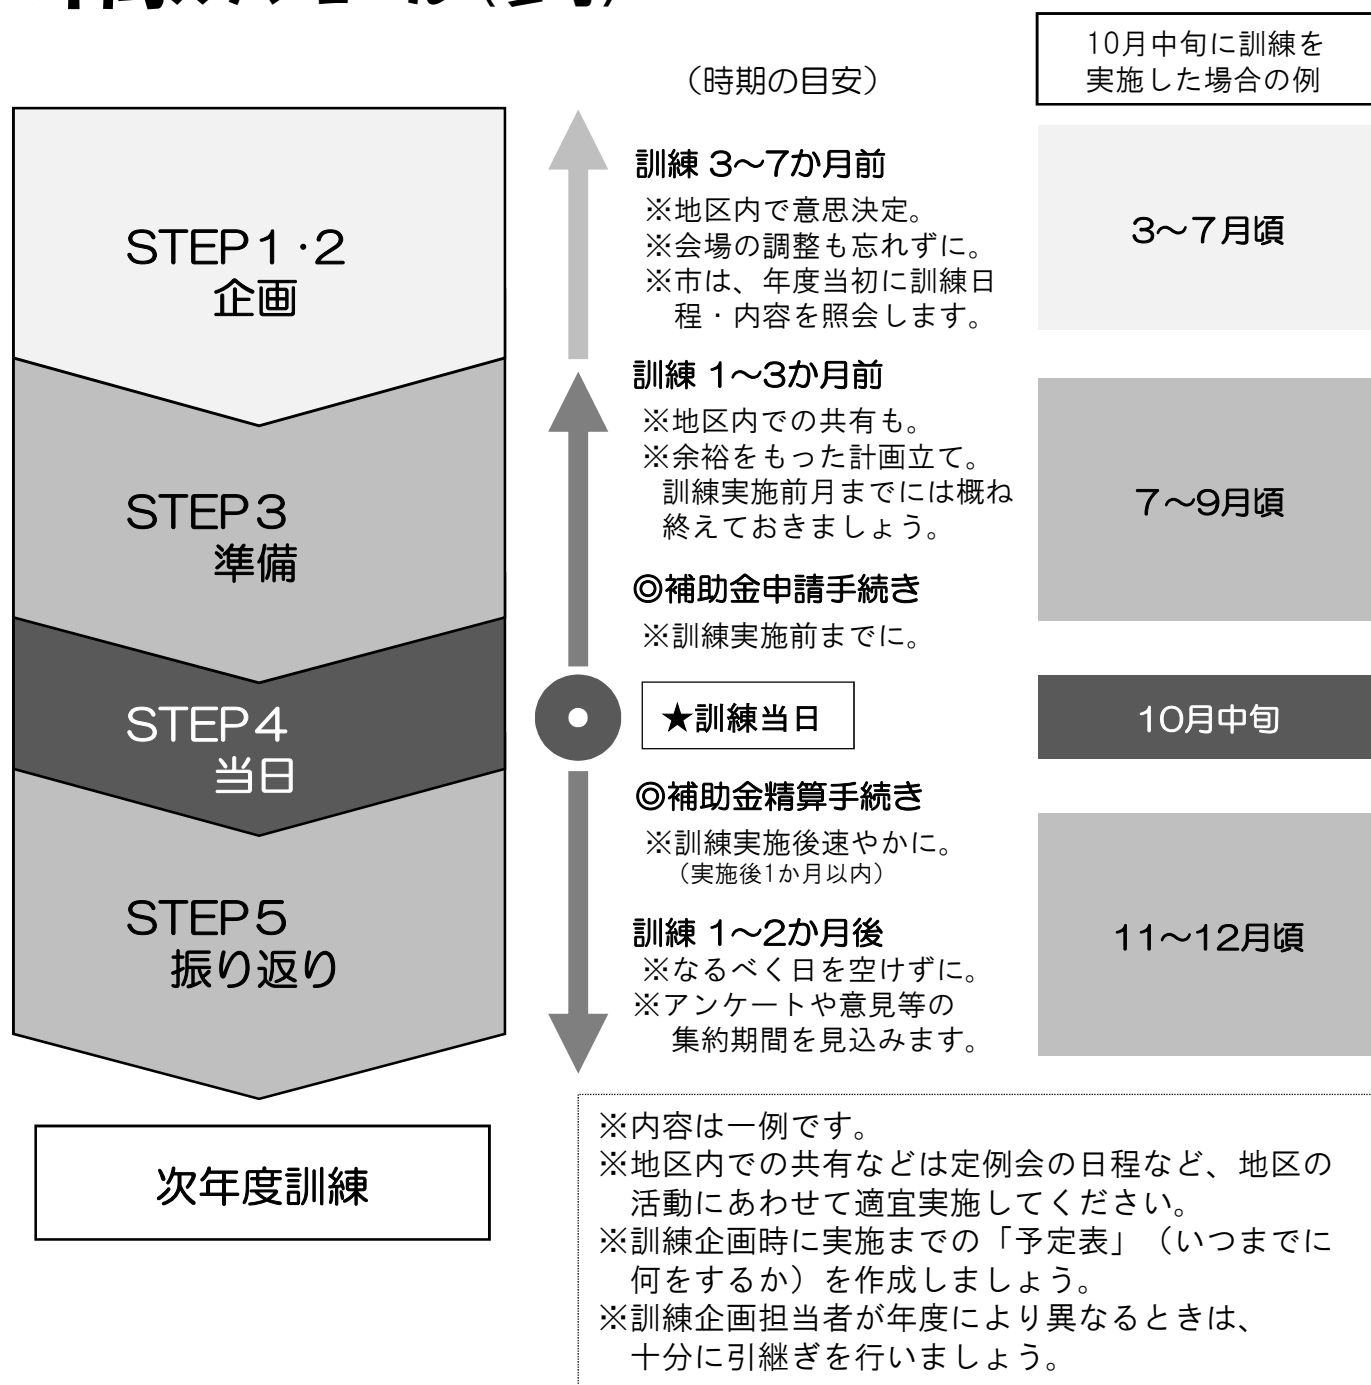 (時期の目安)
10月中旬に訓練を
実施した場合の例
STEP1・2
企画
訓練 3～7か月前
※地区内で意思決定。
※会場の調整も忘れずに。
※市は、年度当初に訓練日
程・内容を照会します。
3～7月頃
STEP3
準備
訓練 1～3か月前
※地区内での共有も。
※余裕をもった計画立て。
訓練実施前月までには概ね
終えておきましょう。
◎補助金申請手続き
※訓練実施前までに。
7～9月頃
STEP4
当日
★訓練当日
10月中旬
STEP5
振り返り
◎補助金精算手続き
※訓練実施後速やかに。
(実施後1か月以内)
訓練 1～2か月後
※なるべく日を空けずに。
※アンケートや意見等の
集約期間を見込みます。
11～12月頃
次年度訓練
※内容は一例です。
※地区内での共有などは定例会の日程など、地区の
活動にあわせて適宜実施してください。
※訓練企画時に実施までの「予定表」(いつまでに
何をするか)を作成しましょう。
※訓練企画担当者が年度により異なるときは、
十分に引継ぎを行いましょう。